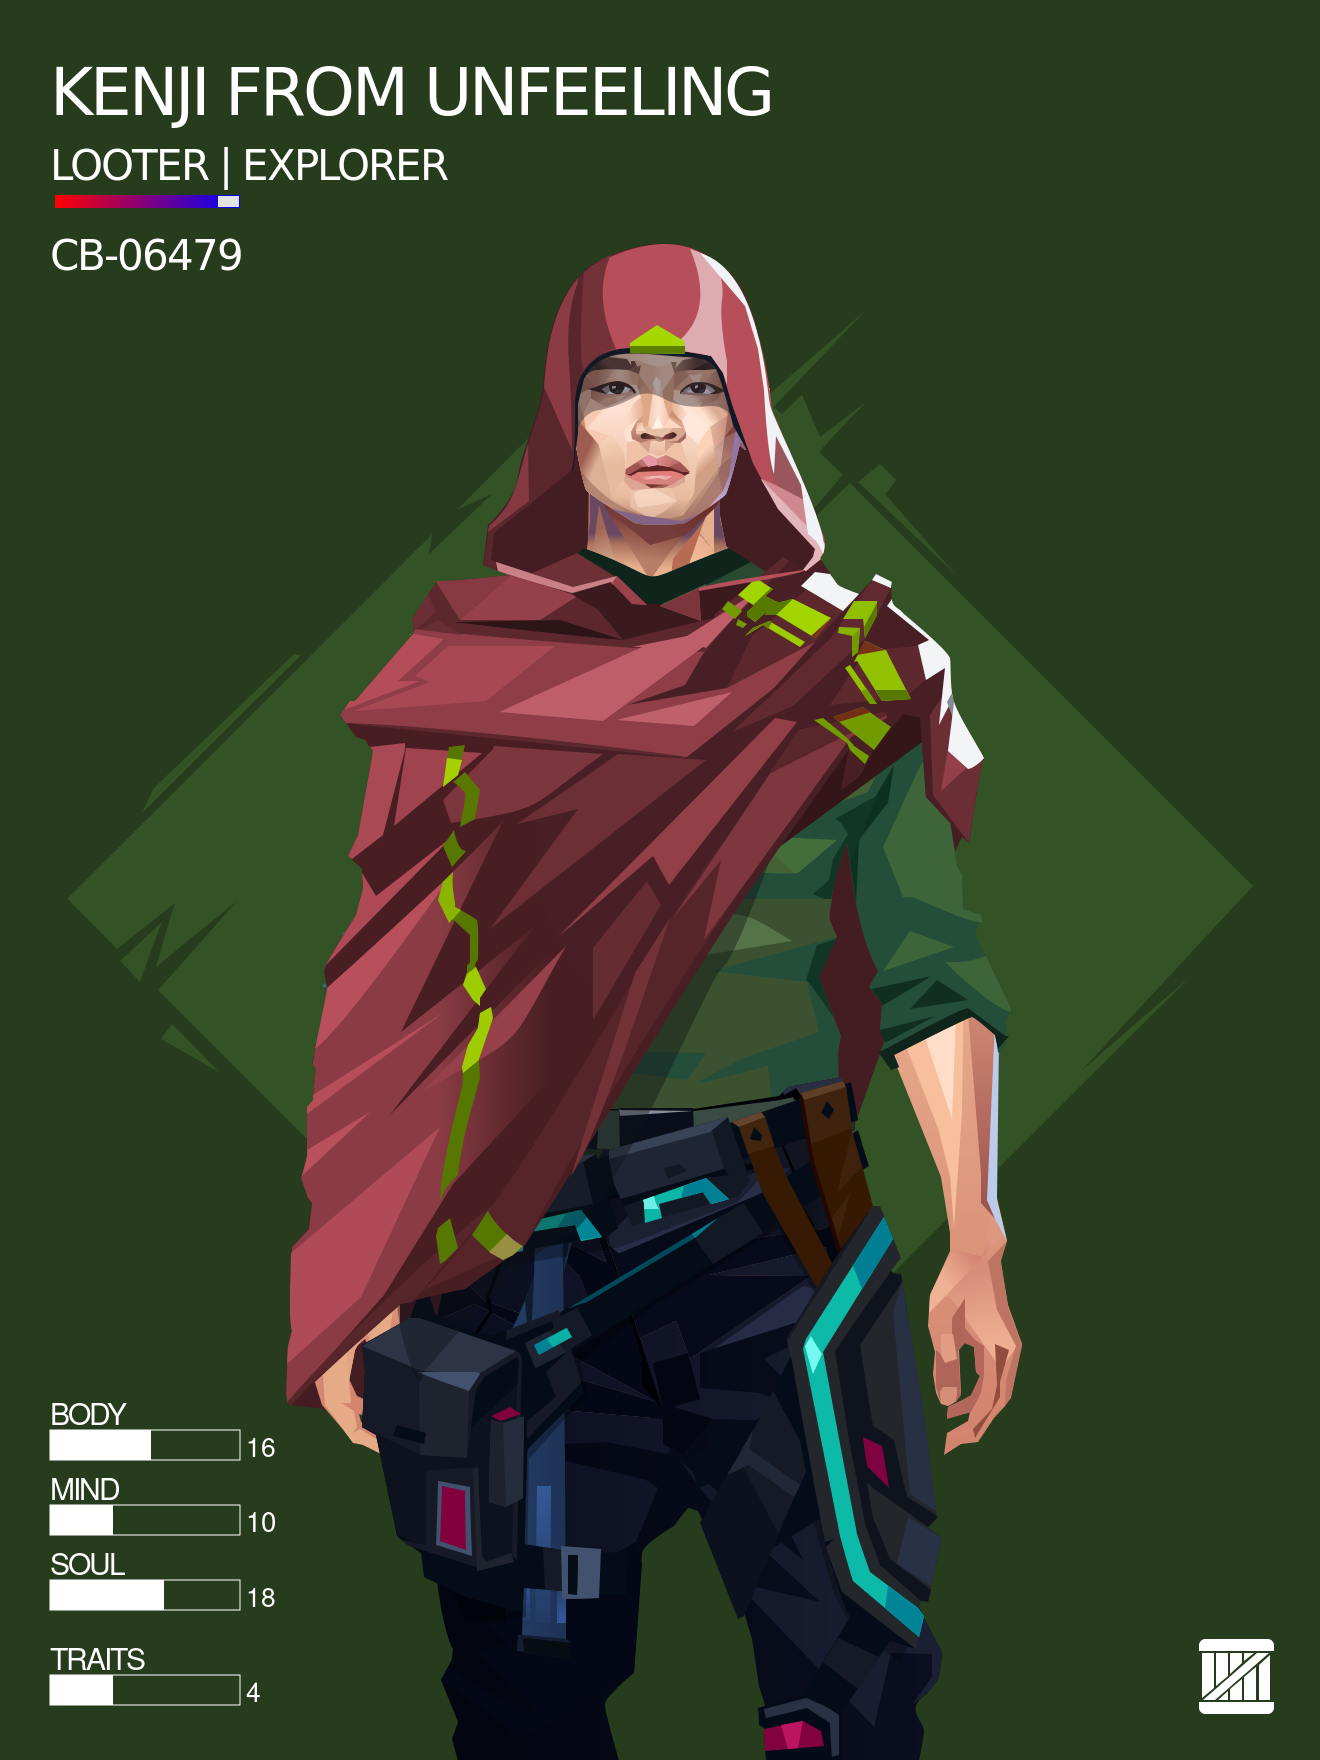 KENJI FROM UNFEELING
LOOTER | EXPLORER
CB-06479
BODY
16
MIND
10
SOUL
18
TRAITS
4